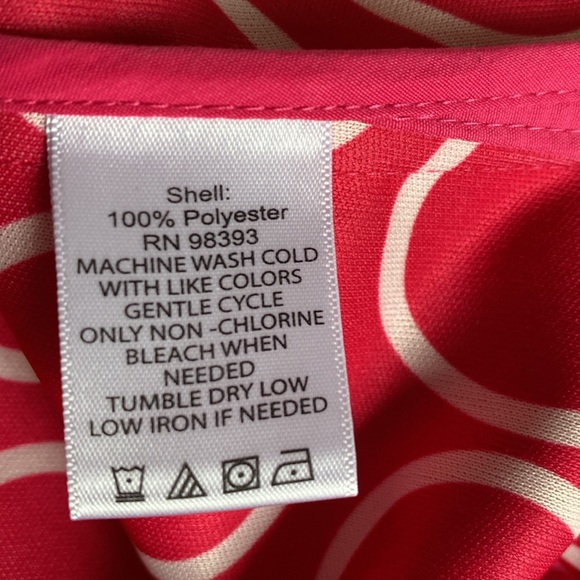 Shell:
100% Polyester
RN 98393
MACHINE WASH COLD
WITH LIKE COLORS
GENTLE CYCLE
ONLY NON -CHLORINE
BLEACH WHEN
NEEDED
TUMBLE DRY LOW
LOW IRON IF NEEDED